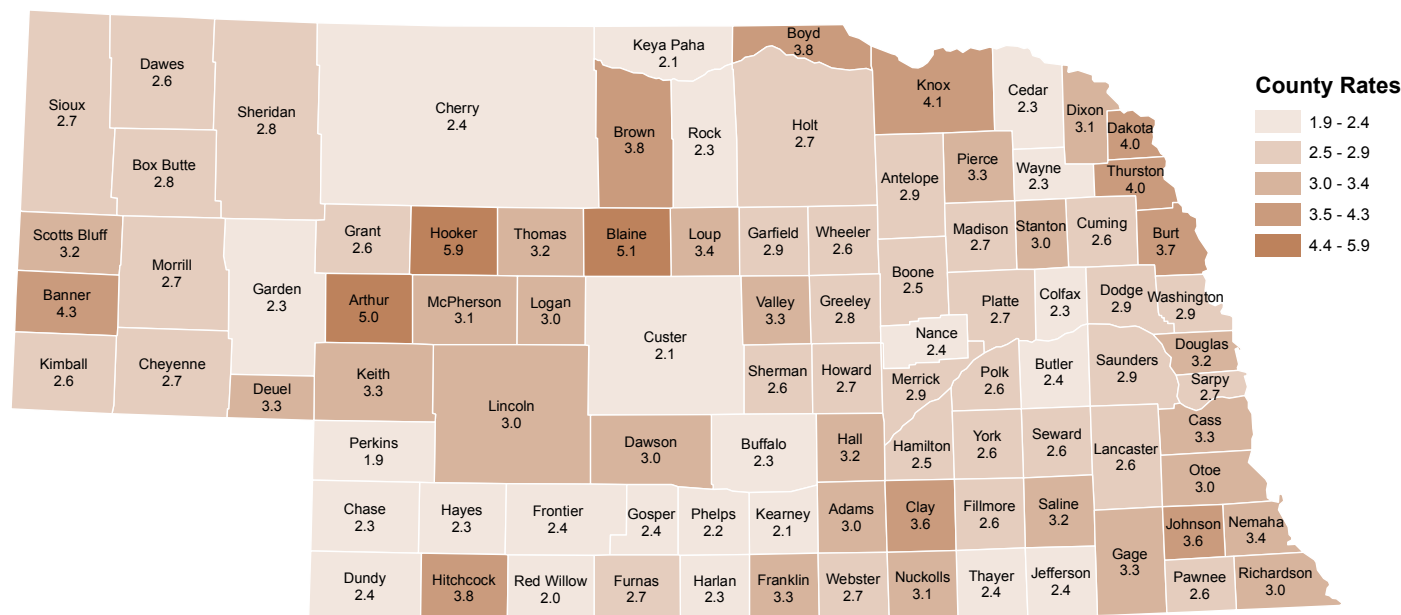 Keya Paha
2.1
Boyd
3.8
Dawes
2.6
Sioux
2.7
Sheridan
2.8
Cherry
2.4
Brown
3.8
Rock
2.3
Holt
2.7
Knox
4.1
Cedar
2.3
Dixon
3.1
Dakota
4.0
Box Butte
2.8
Antelope
2.9
Pierce
3.3
Wayne
2.3
Thurston
4.0
Scotts Bluff
3.2
Morrill
2.7
Garden
2.3
Grant
2.6
Hooker
5.9
Thomas
3.2
Blaine
5.1
Loup
3.4
Garfield
2.9
Wheeler
2.6
Madison
2.7
Stanton
3.0
Cuming
2.6
Burt
3.7
Banner
4.3
Arthur
5.0
McPherson
3.1
Logan
3.0
Custer
2.1
Valley
3.3
Greeley
2.8
Boone
2.5
Platte
2.7
Colfax
2.3
Dodge
2.9
Washington
2.9
Nance
2.4
Kimball
2.6
Cheyenne
2.7
Deuel
3.3
Keith
3.3
Lincoln
3.0
Sherman
2.6
Howard
2.7
Merrick
2.9
Polk
2.6
Butler
2.4
Saunders
2.9
Douglas
3.2
Sarpy
2.7
Perkins
1.9
Dawson
3.0
Buffalo
2.3
Hall
3.2
Hamilton
2.5
York
2.6
Seward
2.6
Lancaster
2.6
Cass
3.3
Otoe
3.0
Chase
2.3
Hayes
2.3
Frontier
2.4
Gosper
2.4
Phelps
2.2
Kearney
2.1
Adams
3.0
Clay
3.6
Fillmore
2.6
Saline
3.2
Gage
3.3
Johnson
3.6
Nemaha
3.4
Dundy
2.4
Hitchcock
3.8
Red Willow
2.0
Furnas
2.7
Harlan
2.3
Franklin
3.3
Webster
2.7
Nuckolls
3.1
Thayer
2.4
Jefferson
2.4
Pawnee
2.6
Richardson
3.0
County Rates
1.9 - 2.4
2.5 - 2.9
3.0 - 3.4
3.5 - 4.3
4.4 - 5.9